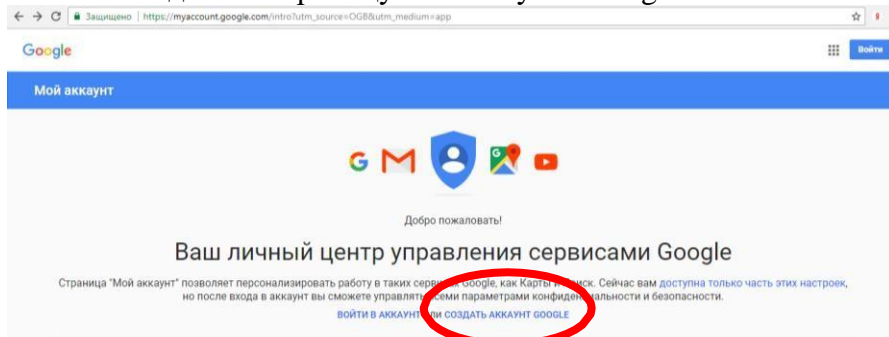 Защищено | https://myaccount.google.com/intro?utm_source=OGB&utm_medium=app
Google
Войти
Мой аккаунт
G
Добро пожаловать!
Ваш личный центр управления сервисами Google
Страница "Мой аккаунт" позволяет персонализировать работу в таких Google, как Карты Сейчас вам доступна только часть этих настроек,
но после входа в аккаунт вы сможете управлять всеми параметрами конфиденциальности и безопасности.
ВОЙТИ В АККАУНТ или СОЗДАТЬ АККАУНТ GOOGLE